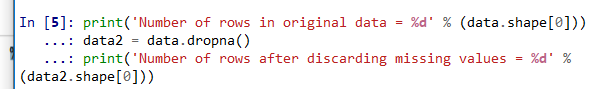 In [5]: print('Number of rows in original data = %d' % (data.shape[0]))
...: data2 = data.dropna()
...: print('Number of rows after discarding missing values = %d' %
(data2.shape[0]))